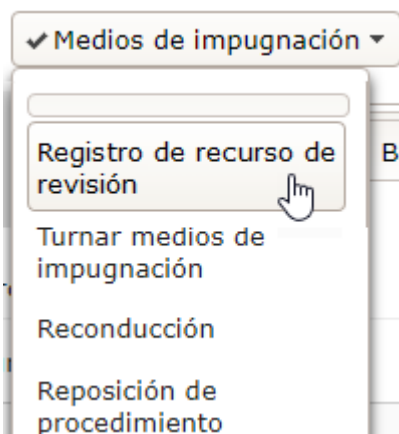 Medios de impugnación
Registro de recurso de
revisión
B
Turnar medios de
impugnación
Reconducción
Reposición de
procedimiento